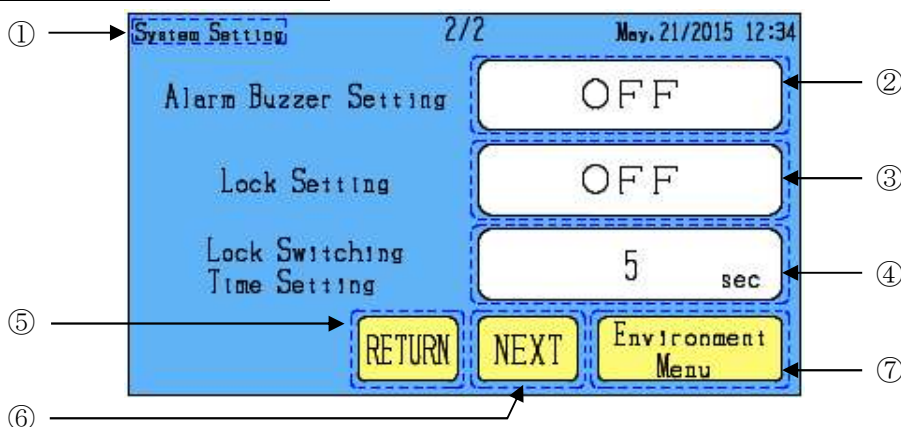 ① System Setting 2/2 May.21/2015 12:34
Alarm Buzzer Setting OFF ②
Lock Setting OFF ③
Lock Switching
Time Setting 5 sec ④
⑤ RETURN NEXT Environment
Menu ⑦
⑥